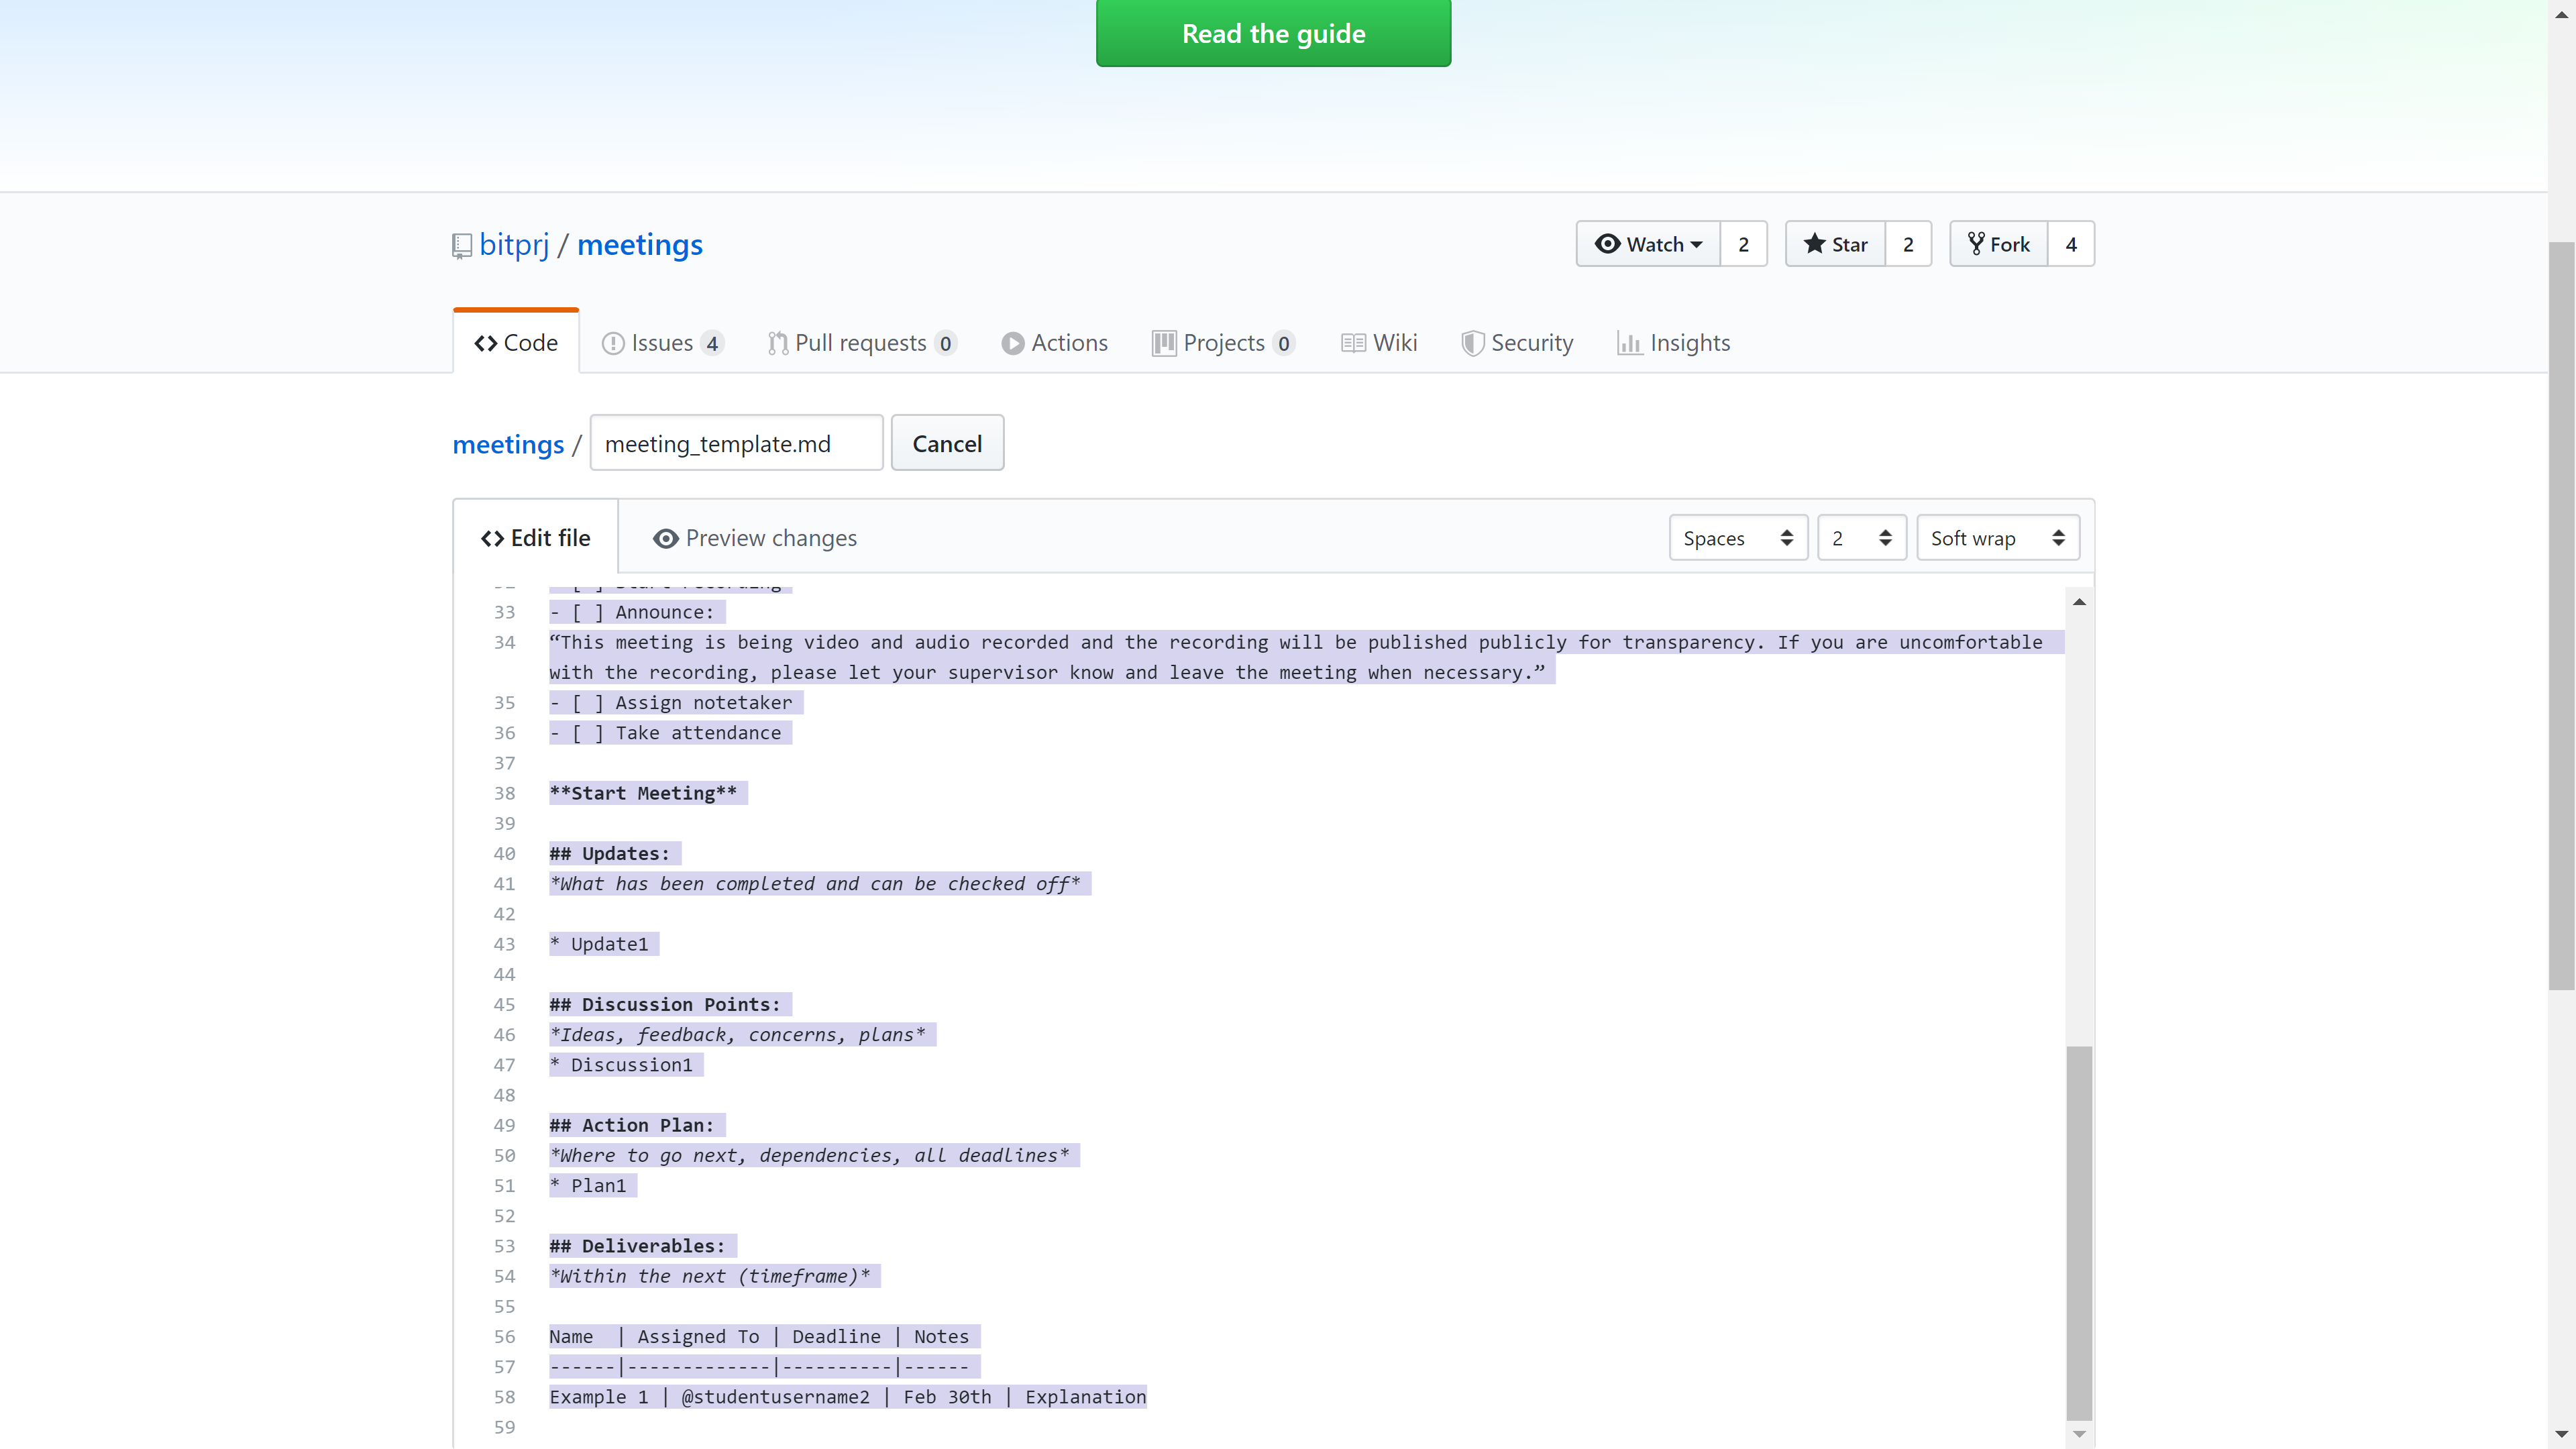 Read the guide
bitprj / meetings
Watch 2 Star 2 Fork 4
Code Issues 4 Pull requests 0 Actions Projects 0 Wiki Security Insights
meetings / meeting_template.md Cancel
Edit file Preview changes Spaces 2 Soft wrap
33 - [ ] Announce:
34 “This meeting is being video and audio recorded and the recording will be published publicly for transparency. If you are uncomfortable
with the recording, please let your supervisor know and leave the meeting when necessary.”
35 - [ ] Assign notetaker
36 - [ ] Take attendance
37
38 **Start Meeting**
39
40 ## Updates:
41 *What has been completed and can be checked off*
42
43 * Update1
44
45 ## Discussion Points:
46 *Ideas, feedback, concerns, plans*
47 * Discussion1
48
49 ## Action Plan:
50 *Where to go next, dependencies, all deadlines*
51 * Plan1
52
53 ## Deliverables:
54 *Within the next (timeframe)*
55
56 Name  | Assigned To | Deadline | Notes
57 ------|-------------|----------|------
58 Example 1 | @studentusername2 | Feb 30th | Explanation
59